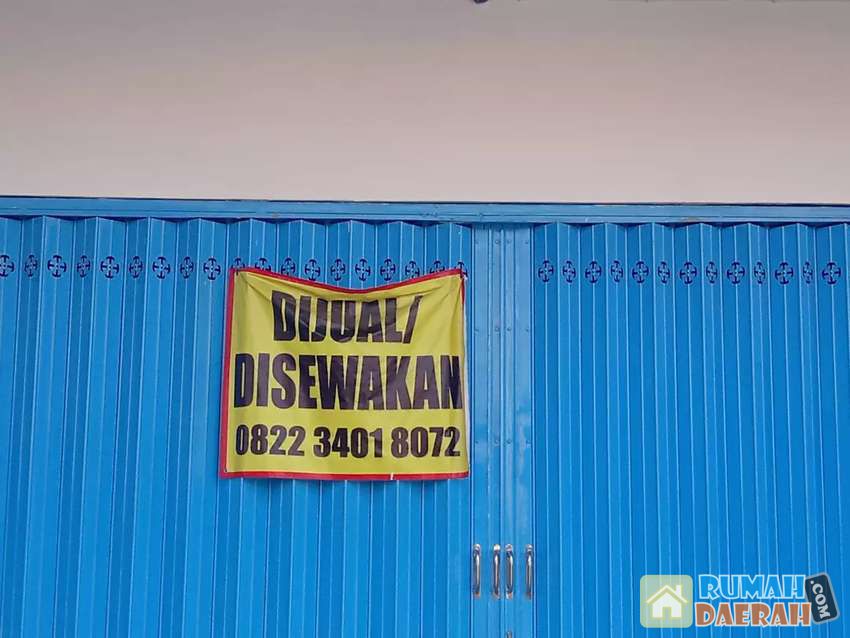 DIJUAL/
DISEWAKAN
0822 3401 8072
RUMAH
DAERAH.COM